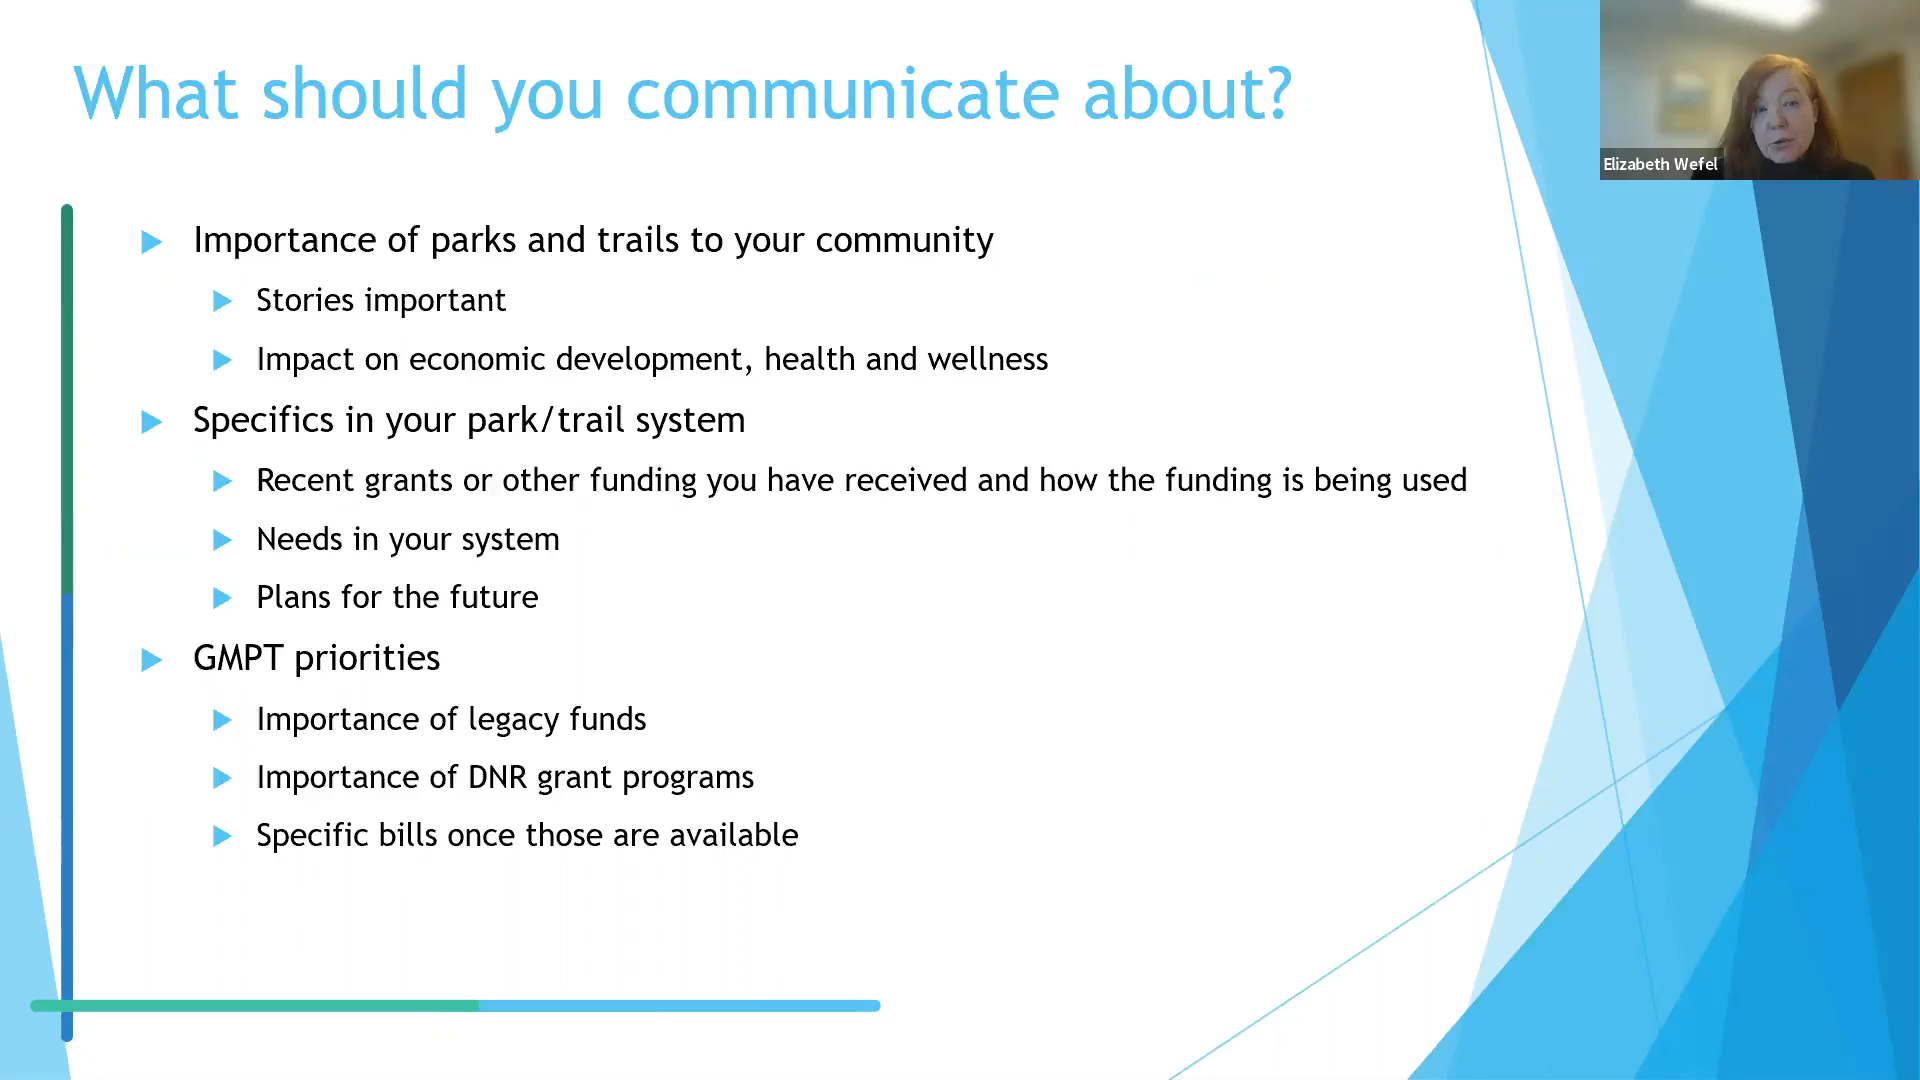 What should you communicate about?
Elizabeth Wefel
Importance of parks and trails to your community
Stories important
Impact on economic development, health and wellness
Specifics in your park/trail system
Recent grants or other funding you have received and how the funding is being used
Needs in your system
Plans for the future
GMPT priorities
Importance of legacy funds
Importance of DNR grant programs
Specific bills once those are available